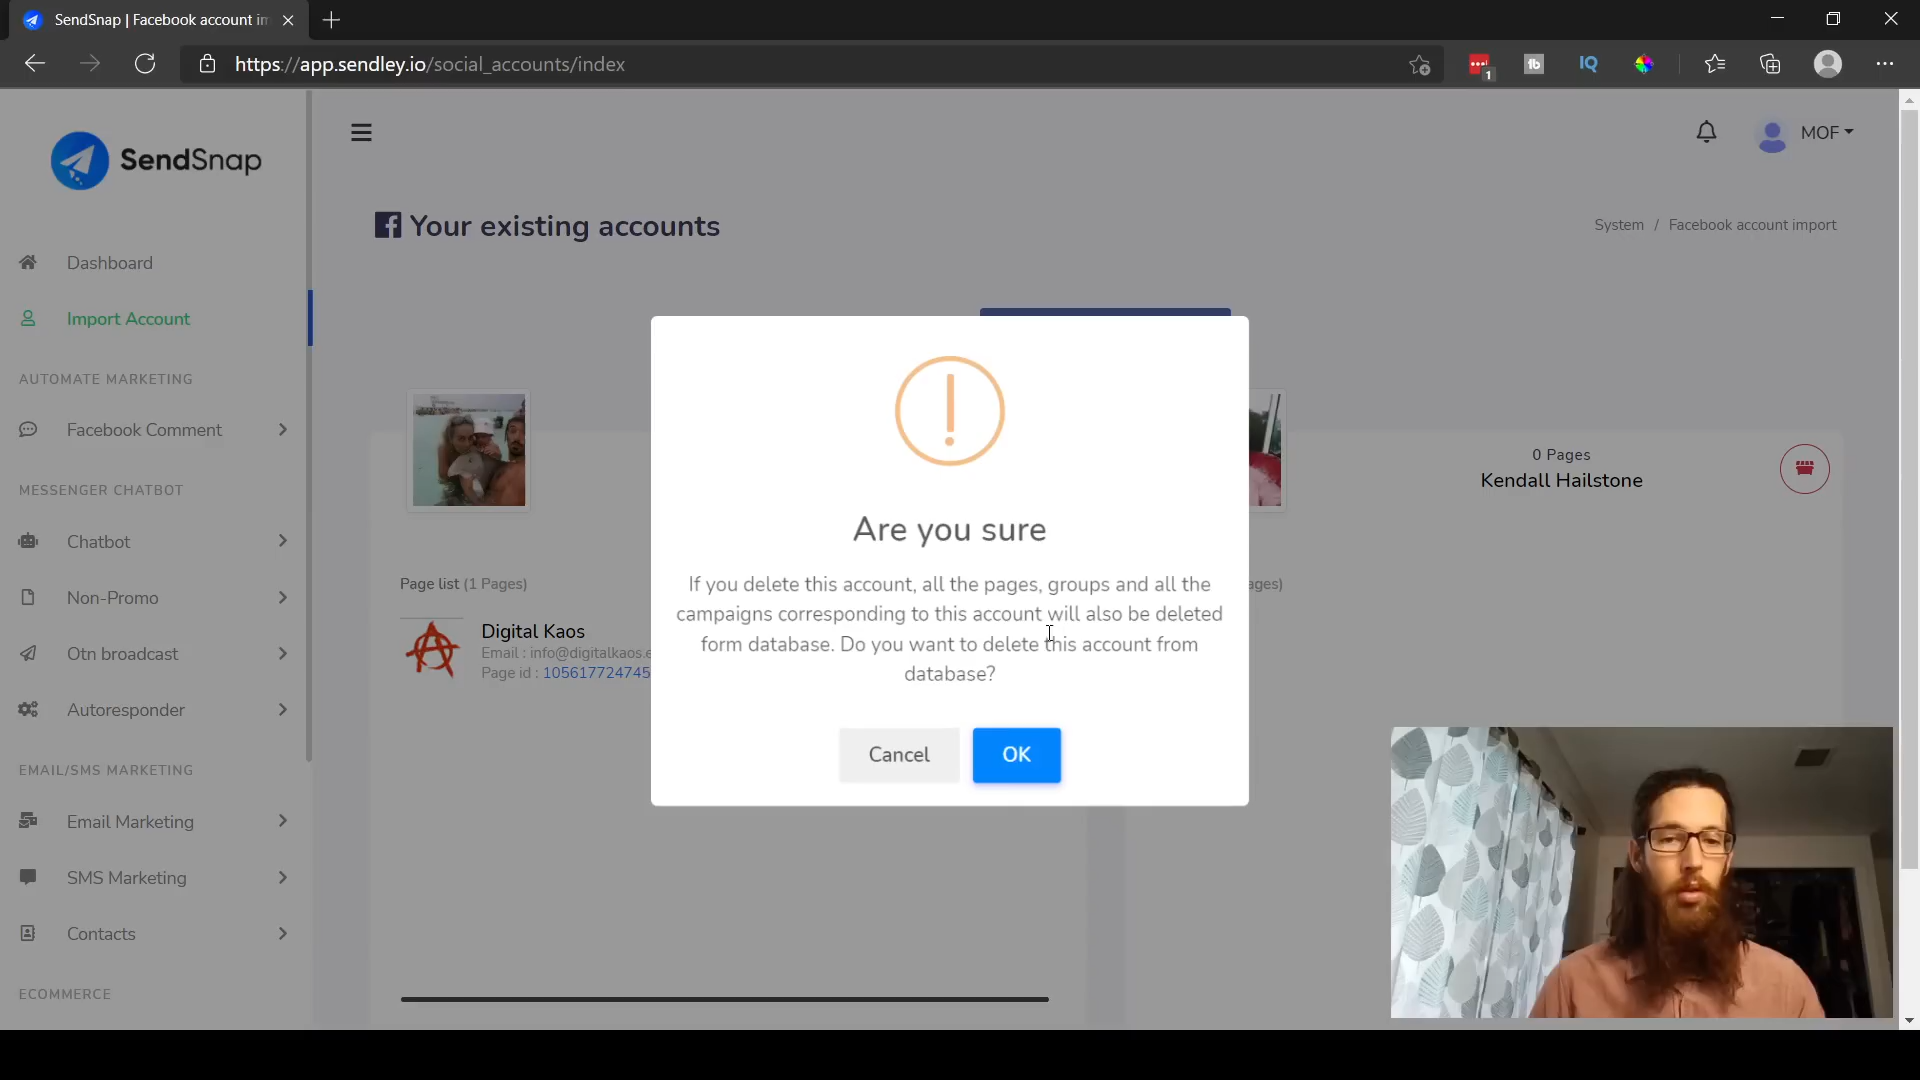 SendSnap | Facebook account im
https://app.sendley.io/social_accounts/index
1
tb
IQ
SendSnap
MOF
Your existing accounts
System / Facebook account import
Dashboard
Import Account
AUTOMATE MARKETING
Facebook Comment
MESSENGER CHATBOT
Chatbot
Non-Promo
Otn broadcast
Autoresponder
EMAIL/SMS MARKETING
Email Marketing
SMS Marketing
Contacts
ECOMMERCE
0 Pages
Kendall Hailstone
Page list (1 Pages)
ages)
Digital Kaos
Email : info@digitalkaos.e
Page id : 105617724745
Are you sure
If you delete this account, all the pages, groups and all the
campaigns corresponding to this account will also be deleted
form database. Do you want to delete this account from
database?
Cancel
OK